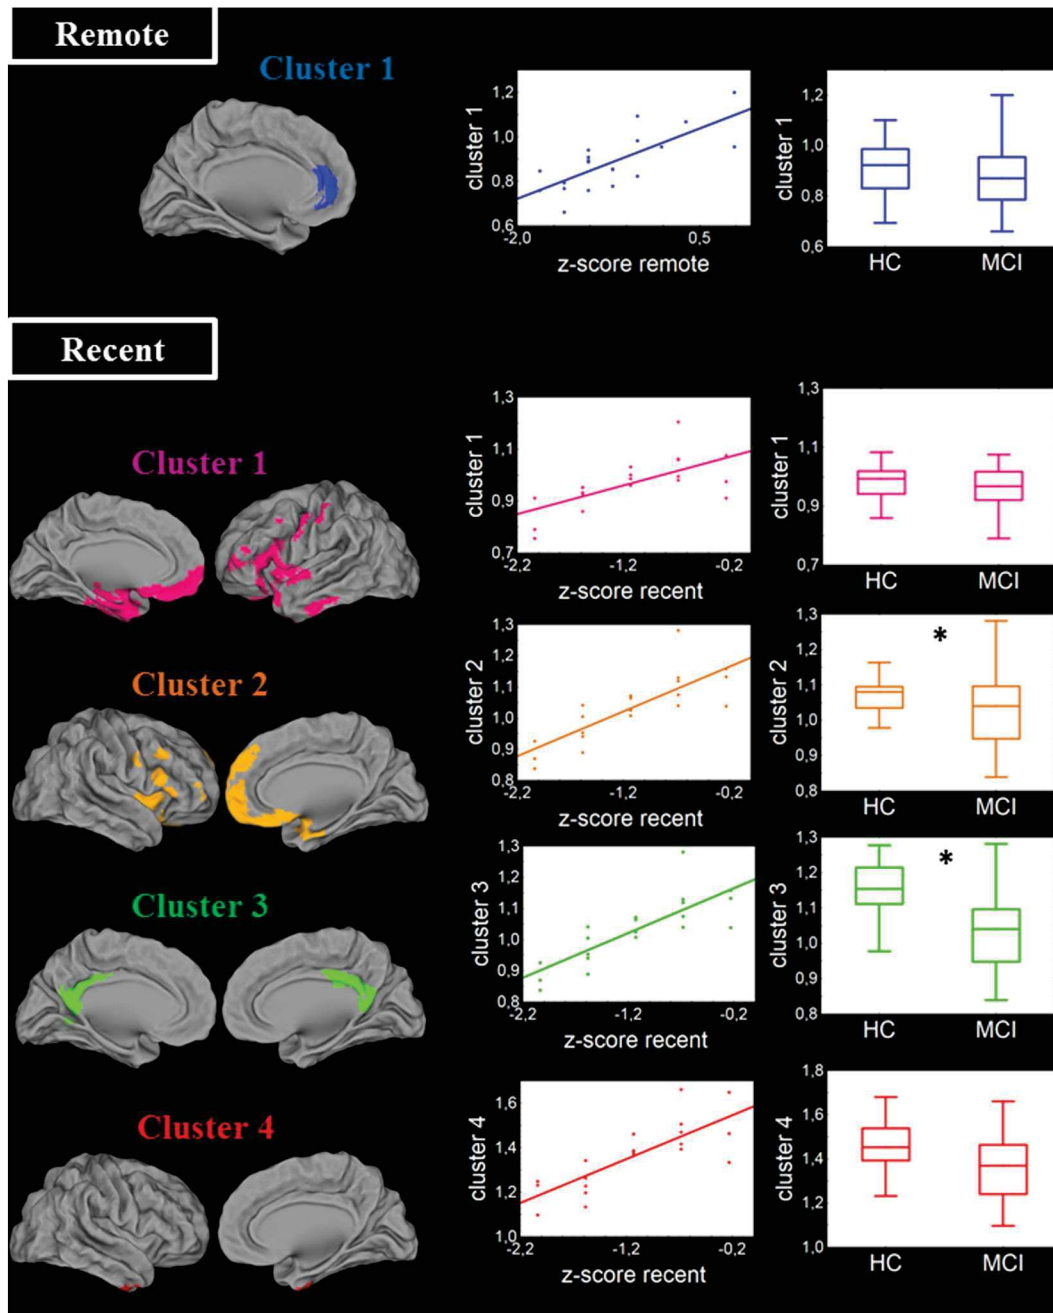 Remote
Cluster 1
cluster 1
1,2
1,0
0,8
0,6
-2,0
0,5
z-score remote
cluster 1
1,2
1,0
0,8
0,6
HC
MCI
Recent
Cluster 1
cluster 1
1,3
1,1
0,9
0,7
-2,2
-1,2
-0,2
z-score recent
cluster 1
1,3
1,1
0,9
0,7
HC
MCI
Cluster 2
cluster 2
1,3
1,2
1,1
1,0
0,9
0,8
-2,2
-1,2
-0,2
z-score recent
cluster 2
1,3
1,2
1,1
1,0
0,9
0,8
*
HC
MCI
Cluster 3
cluster 3
1,3
1,2
1,1
1,0
0,9
0,8
-2,2
-1,2
-0,2
z-score recent
cluster 3
1,3
1,2
1,1
1,0
0,9
0,8
*
HC
MCI
Cluster 4
cluster 4
1,6
1,4
1,2
1,0
-2,2
-1,2
-0,2
z-score recent
cluster 4
1,8
1,6
1,4
1,2
1,0
HC
MCI